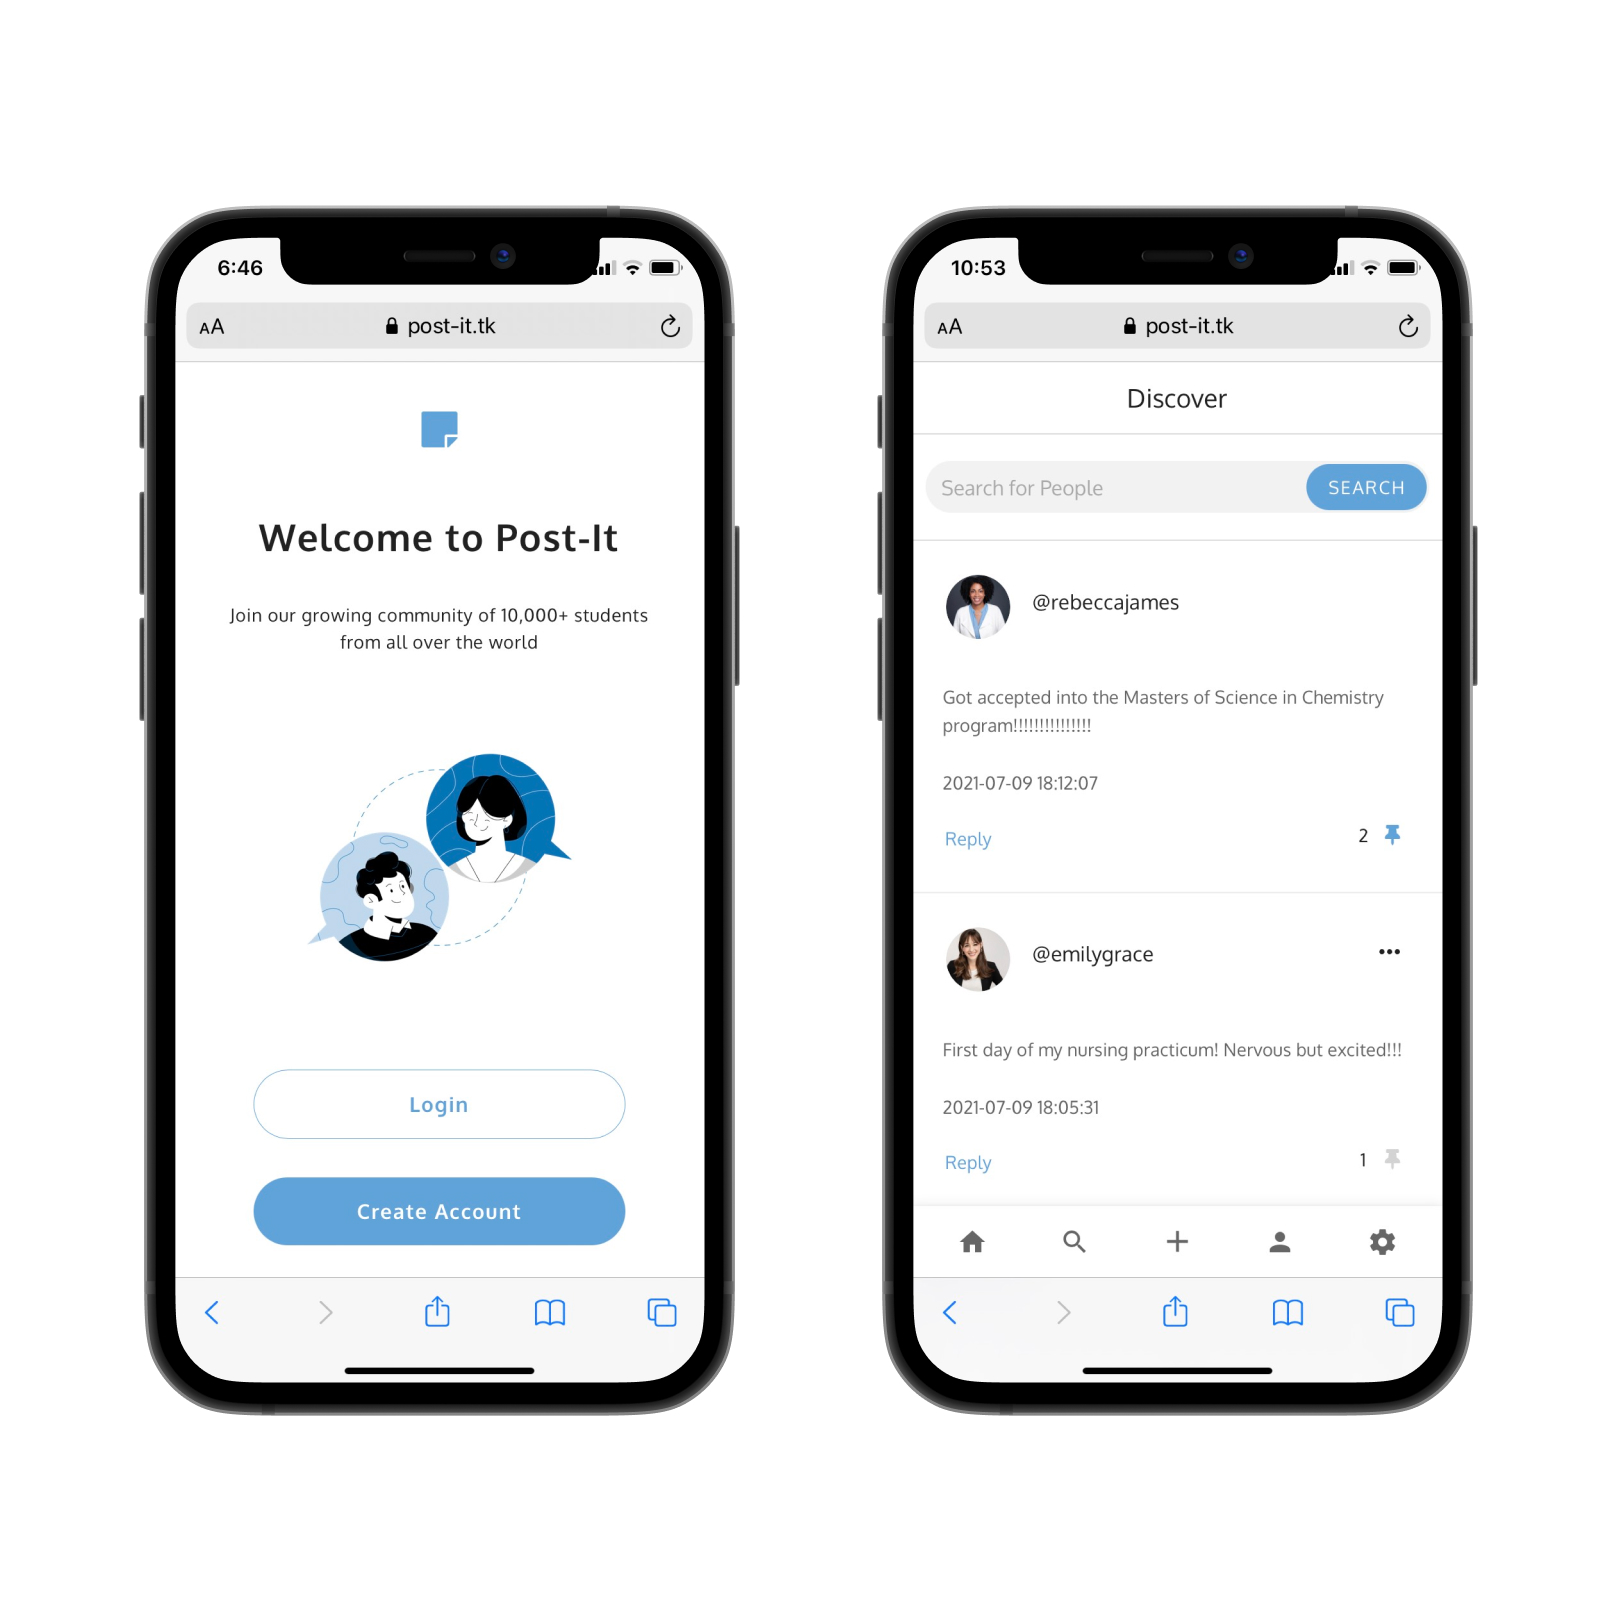 6:46
AA
post-it.tk
Welcome to Post-It
Join our growing community of 10,000+ students
from all over the world
Login
Create Account
10:53
AA
post-it.tk
Discover
Search for People
SEARCH
@rebeccajames
Got accepted into the Masters of Science in Chemistry
program!!!!!!!!!!!!!!!
2021-07-09 18:12:07
Reply
2
@emilygrace
First day of my nursing practicum! Nervous but excited!!!
2021-07-09 18:05:31
Reply
1